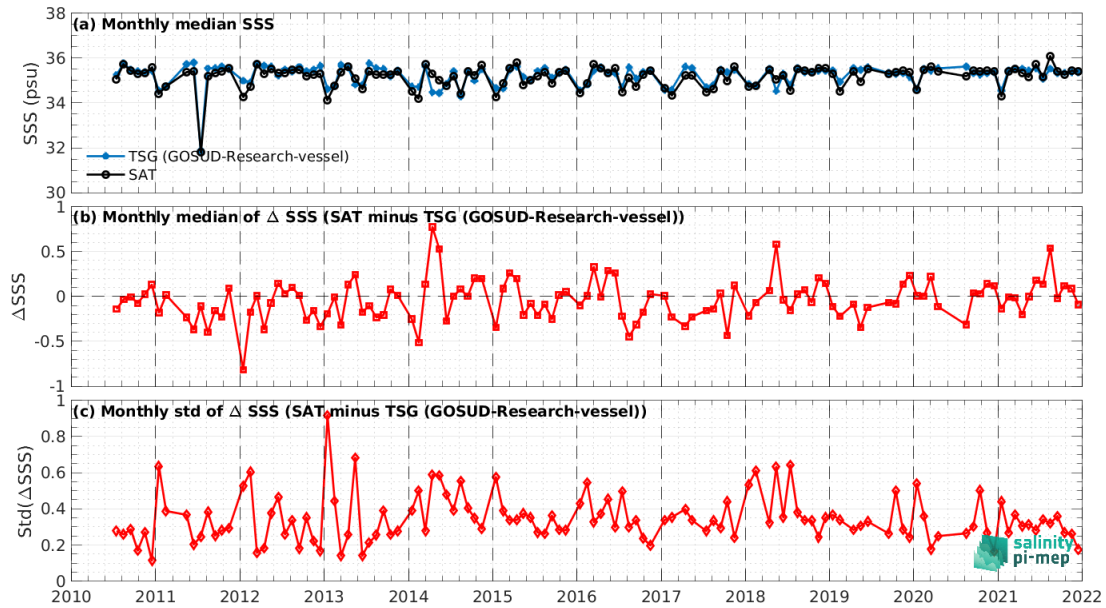 (a) Monthly median SSS
38
36
34
32
30
SSS (psu)
TSG (GOSUD-Research-vessel)
SAT
(b) Monthly median of Δ SSS (SAT minus TSG (GOSUD-Research-vessel))
1
0.5
0
-0.5
-1
ΔSSS
(c) Monthly std of Δ SSS (SAT minus TSG (GOSUD-Research-vessel))
1
0.8
0.6
0.4
0.2
0
Std(ΔSSS)
salinity
pi-mep
2010 2011 2012 2013 2014 2015 2016 2017 2018 2019 2020 2021 2022